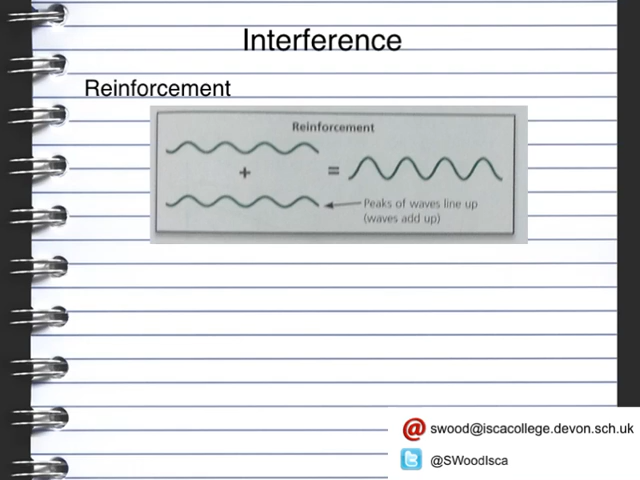 Interference
Reinforcement
Reinforcement
+
=
Peaks of waves line up
(waves add up)
@ swood@iscacollege.devon.sch.uk
@SWoodIsca